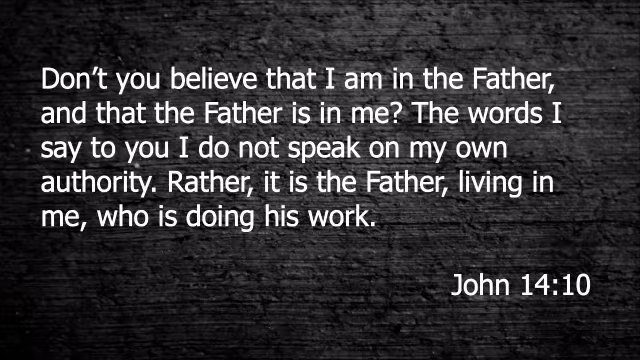 Don’t you believe that I am in the Father,
and that the Father is in me? The words I
say to you I do not speak on my own
authority. Rather, it is the Father, living in
me, who is doing his work.
John 14:10